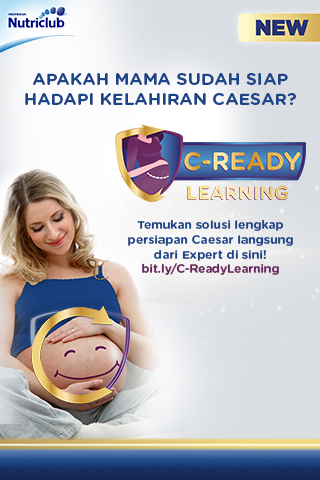 NUTRICIA
Nutriclub
NEW
APAKAH MAMA SUDAH SIAP
HADAPI KELAHIRAN CAESAR?
C-READY
LEARNING
Temukan solusi lengkap
persiapan Caesar langsung
dari Expert di sini!
bit.ly/C-ReadyLearning